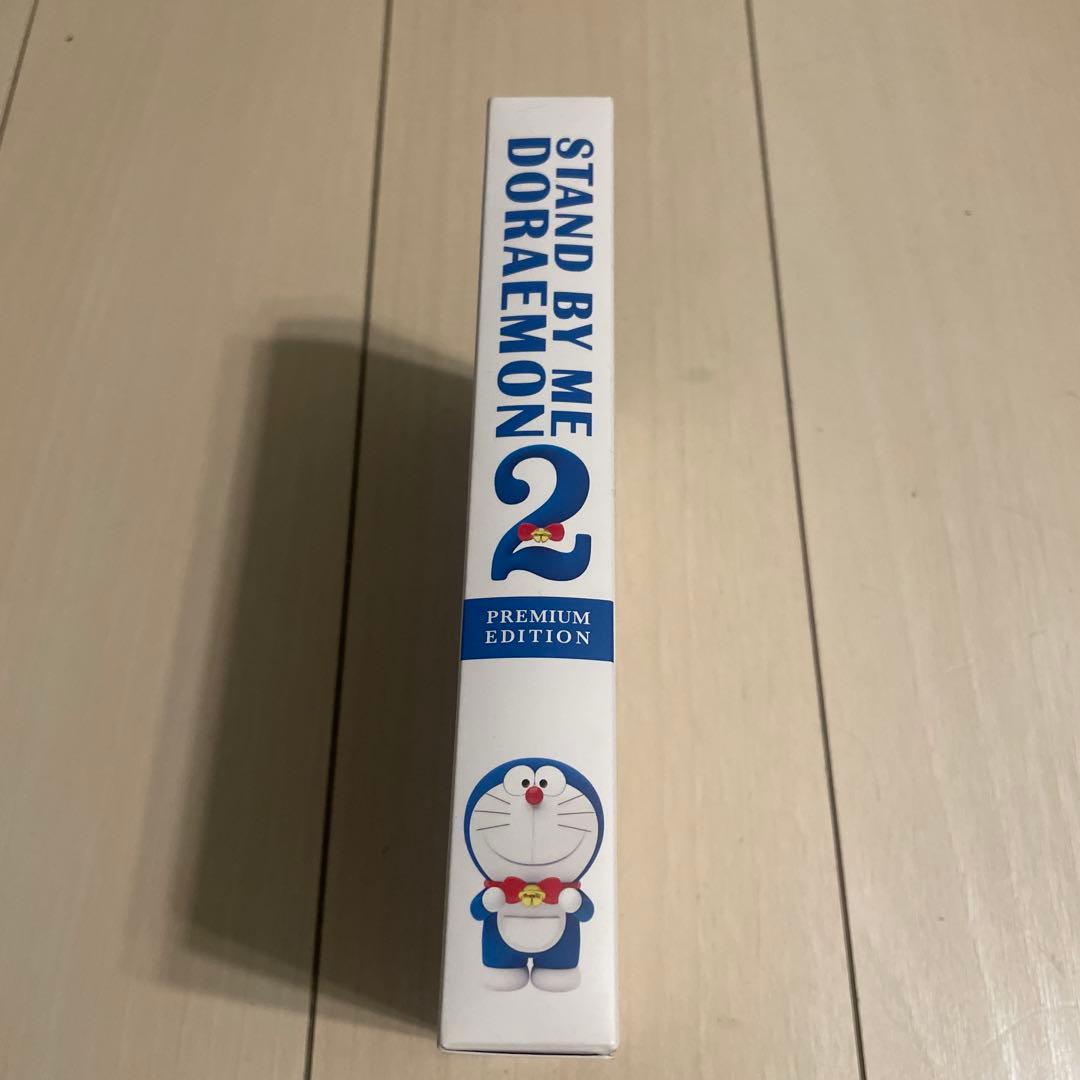 STAND BY ME
DORAEMON
2
PREMIUM
EDITION